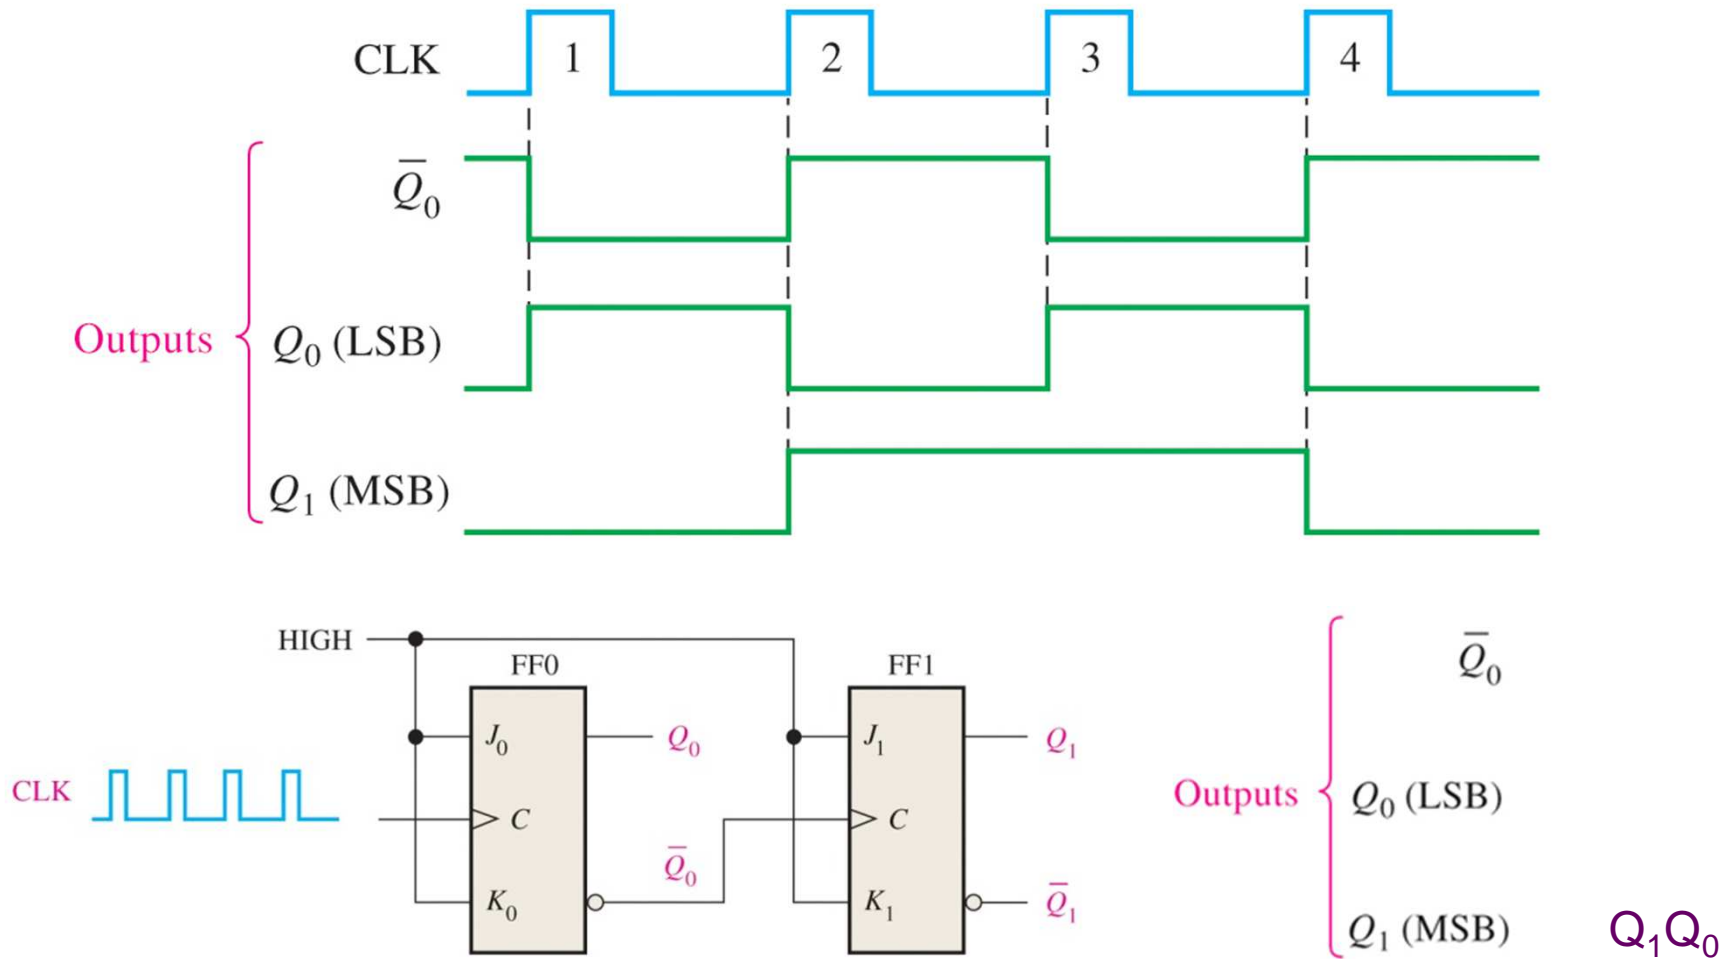 CLK 1 2 3 4
Q̅₀
Outputs Q₀ (LSB)
Q₁ (MSB)
HIGH
FF0 FF1
J₀ Q₀ J₁ Q₁
CLK C C
Q̅₀
K₀ K₁ Q̅₁
Q̅₀
Outputs Q₀ (LSB)
Q₁ (MSB)
Q₁Q₀